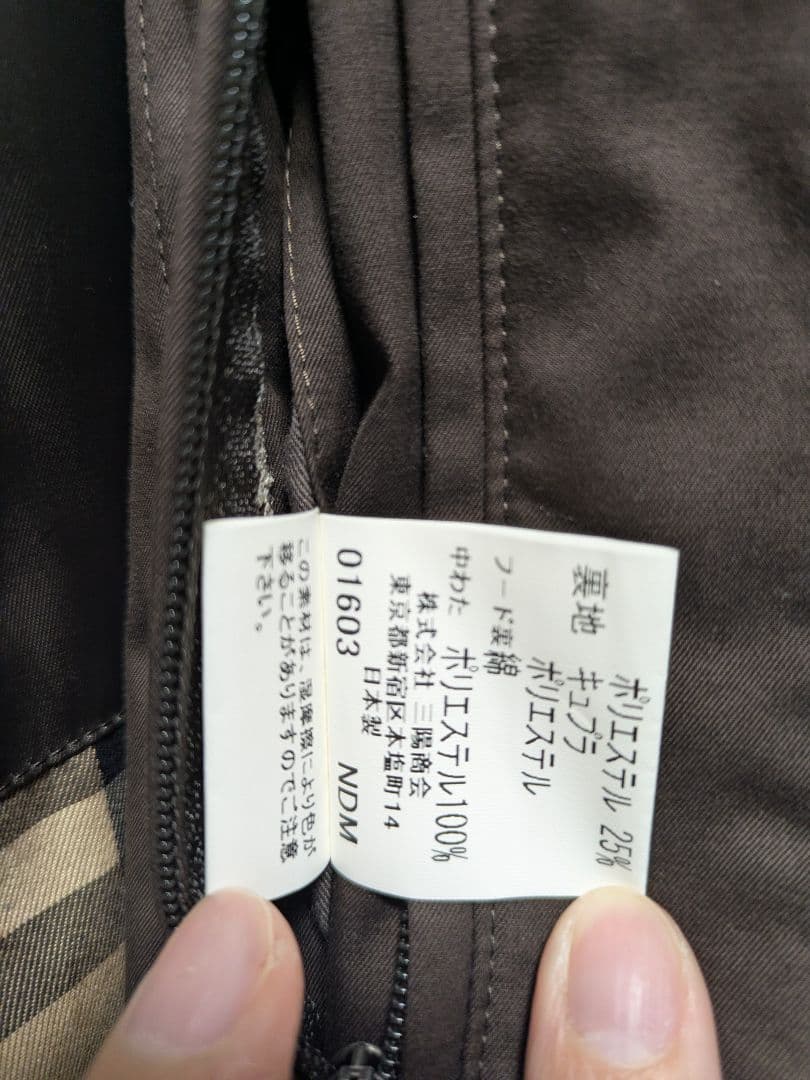 ポリエステル 25%
裏地 キュプラ
ポリエステル
フード裏 綿
中わた ポリエステル100%
株式会社 三陽商会
東京都新宿区本塩町14
日本製
01603 NDM
この素材は、湿摩擦により色が
移ることがありますのでご注意
下さい。